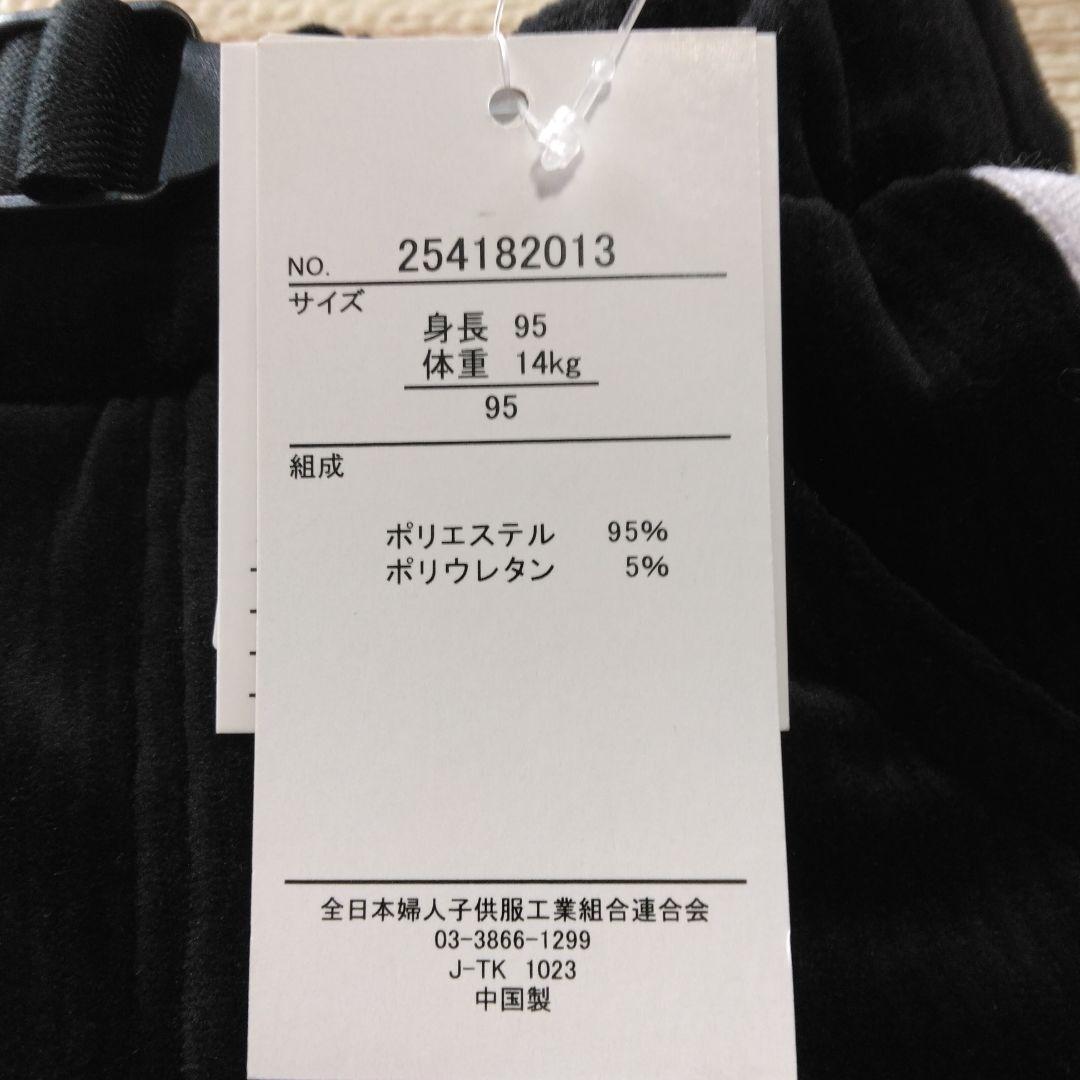 NO. 254182013
サイズ
身長 95
体重 14kg
95
組成
ポリエステル 95%
ポリウレタン 5%
全日本婦人子供服工業組合連合会
03-3866-1299
J-TK 1023
中国製